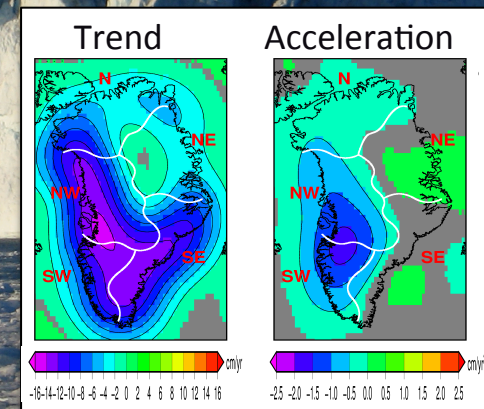 Trend Acceleration
N N
NE NE
NW NW
SW SE SW SE
-16-14-12-10 -8 -6 -4 -2 0 2 4 6 8 10 12 14 16 cm/yr
-2.5 -2.0 -1.5 -1.0 -0.5 0.0 0.5 1.0 1.5 2.0 2.5 cm/yr²